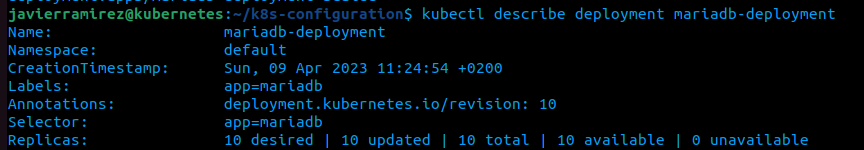 javierramirez@kubernetes:~/k8s-configuration$ kubectl describe deployment mariadb-deployment
Name: mariadb-deployment
Namespace: default
CreationTimestamp: Sun, 09 Apr 2023 11:24:54 +0200
Labels: app=mariadb
Annotations: deployment.kubernetes.io/revision: 10
Selector: app=mariadb
Replicas: 10 desired | 10 updated | 10 total | 10 available | 0 unavailable